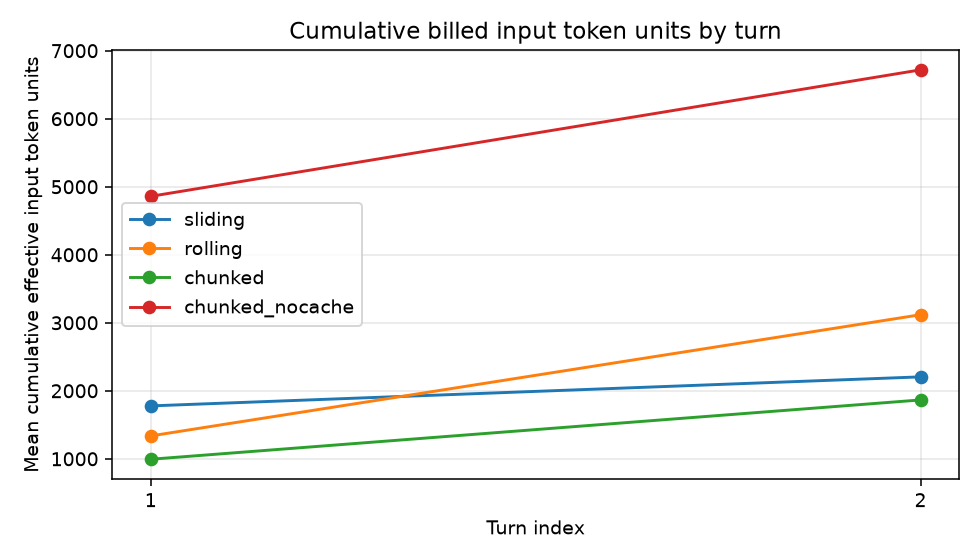 Cumulative billed input token units by turn
Mean cumulative effective input token units
7000
6000
5000
4000
3000
2000
1000
sliding
rolling
chunked
chunked_nocache
1
2
Turn index